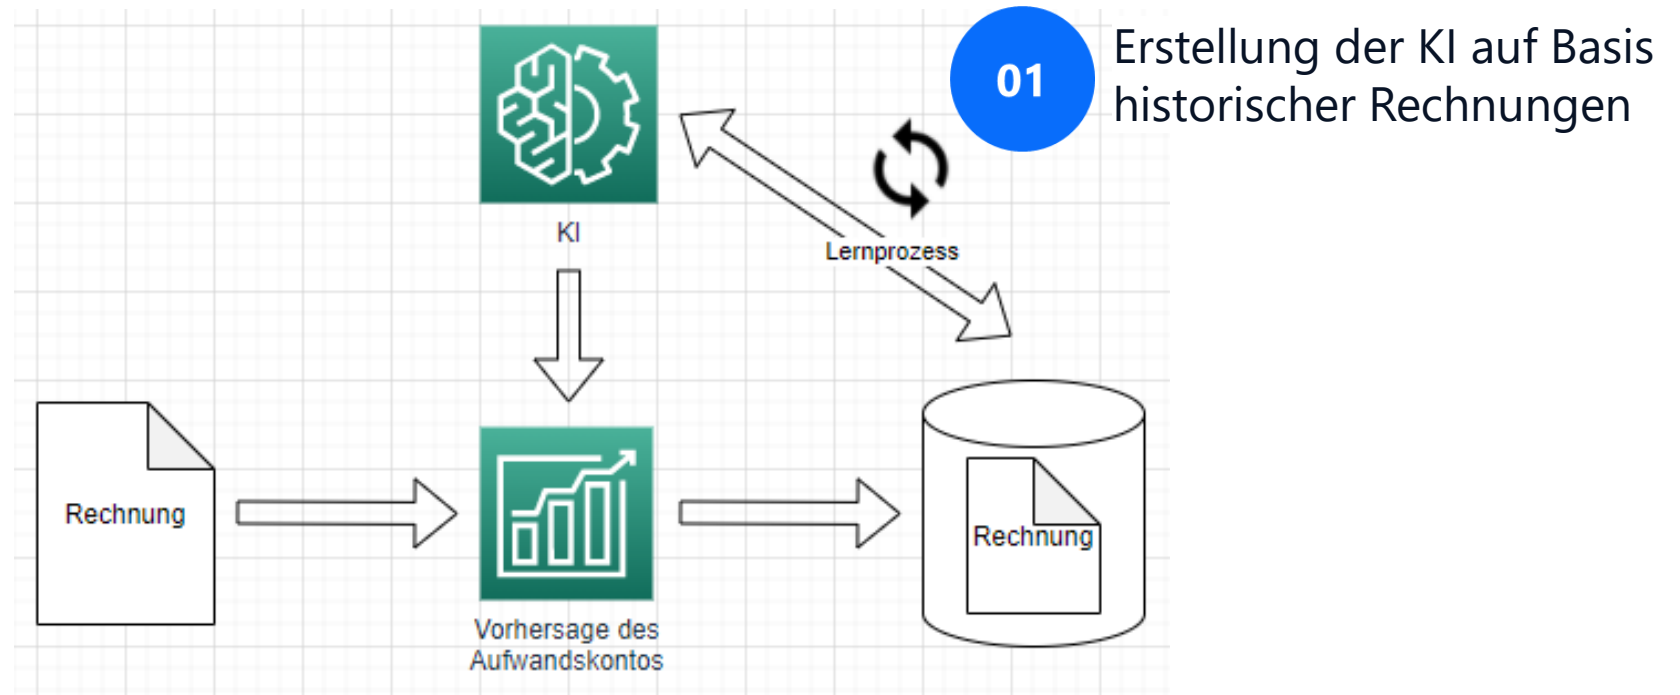 01
Erstellung der KI auf Basis
historischer Rechnungen
KI
Lernprozess
Rechnung
Rechnung
Vorhersage des
Aufwandskontos